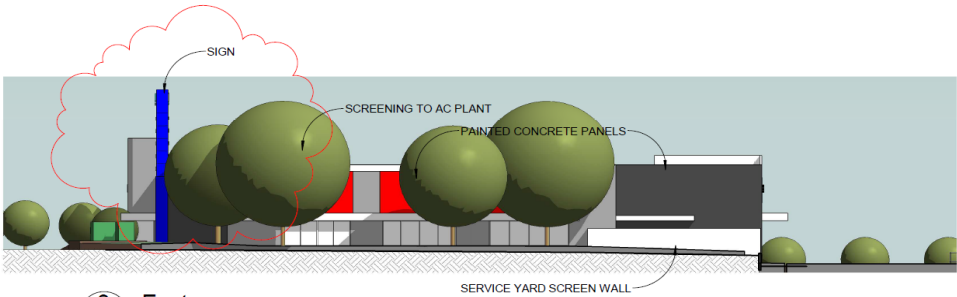 SIGN
SCREENING TO AC PLANT
PAINTED CONCRETE PANELS
SERVICE YARD SCREEN WALL